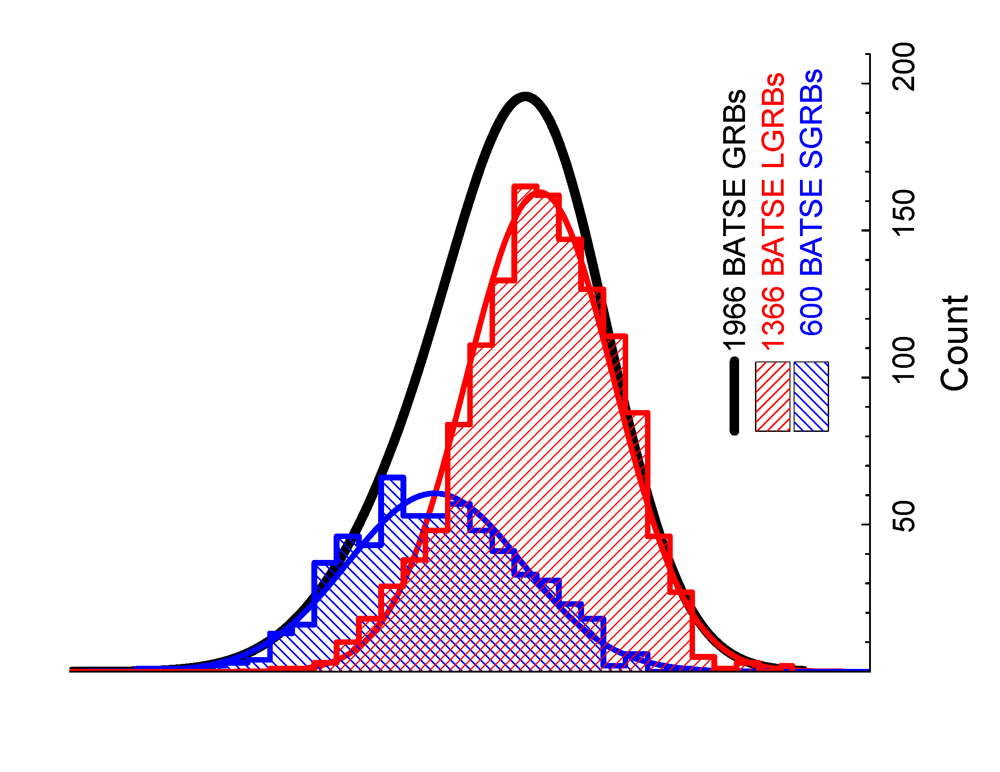 1966 BATSE GRBs
1366 BATSE LGRBs
600 BATSE SGRBs
50
100
150
200
Count